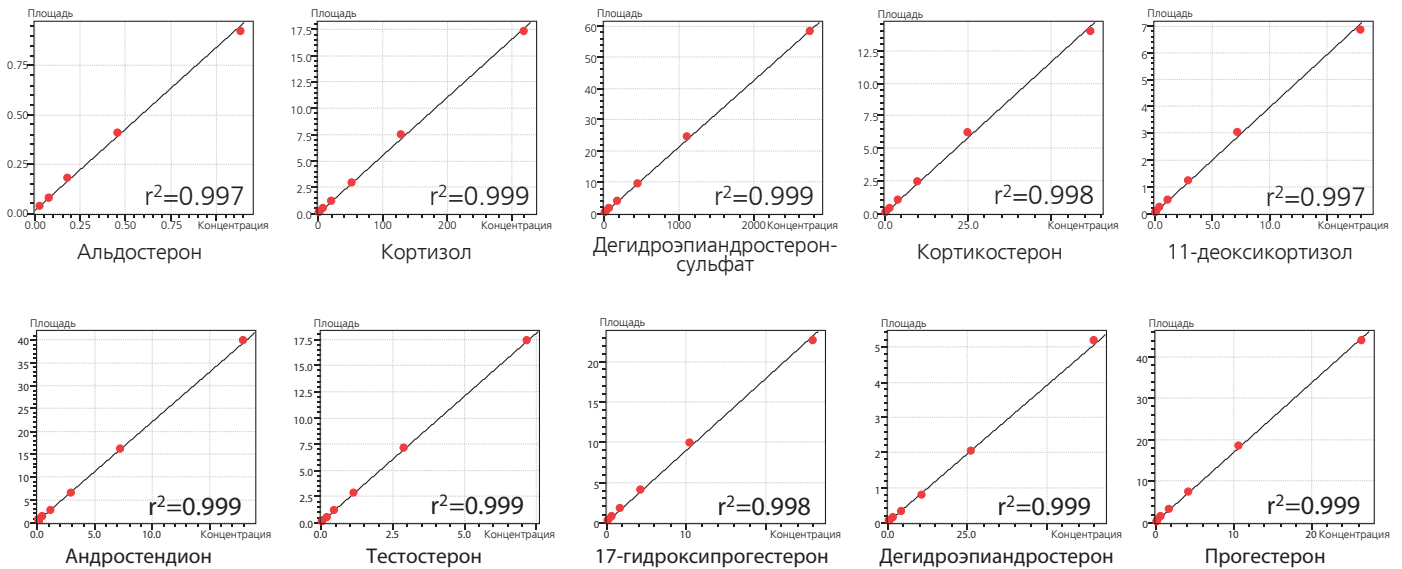 Площадь
0.75
0.50
0.25
0.00
0.00 0.25 0.50 0.75 Концентрация
r²=0.997
Альдостерон
Площадь
17.5
15.0
12.5
10.0
7.5
5.0
2.5
0.0
0 100 200 Концентрация
r²=0.999
Кортизол
Площадь
60
50
40
30
20
10
0
0 1000 2000 Концентрация
r²=0.999
Дегидроэпиандростерон-
сульфат
Площадь
12.5
10.0
7.5
5.0
2.5
0.0
0.0 25.0 Концентрация
r²=0.998
Кортикостерон
Площадь
7
6
5
4
3
2
1
0
0.0 5.0 10.0 Концентрация
r²=0.997
11-деоксикортизол
Площадь
40
35
30
25
20
15
10
5
0
0.0 5.0 10.0 Концентрация
r²=0.999
Андростендион
Площадь
17.5
15.0
12.5
10.0
7.5
5.0
2.5
0.0
0.0 2.5 5.0 Концентрация
r²=0.999
Тестостерон
Площадь
20
15
10
5
0
0 10 Концентрация
r²=0.998
17-гидроксипрогестерон
Площадь
5
4
3
2
1
0
0.0 25.0 Концентрация
r²=0.999
Дегидроэпиандростерон
Площадь
40
30
20
10
0
0 10 20 Концентрация
r²=0.999
Прогестерон